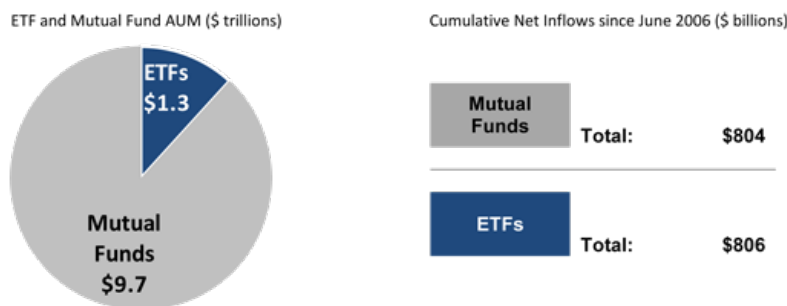 ETF and Mutual Fund AUM ($ trillions)
ETFs
$1.3
Mutual
Funds
$9.7
Cumulative Net Inflows since June 2006 ($ billions)
Mutual
Funds
Total: $804
ETFs
Total: $806